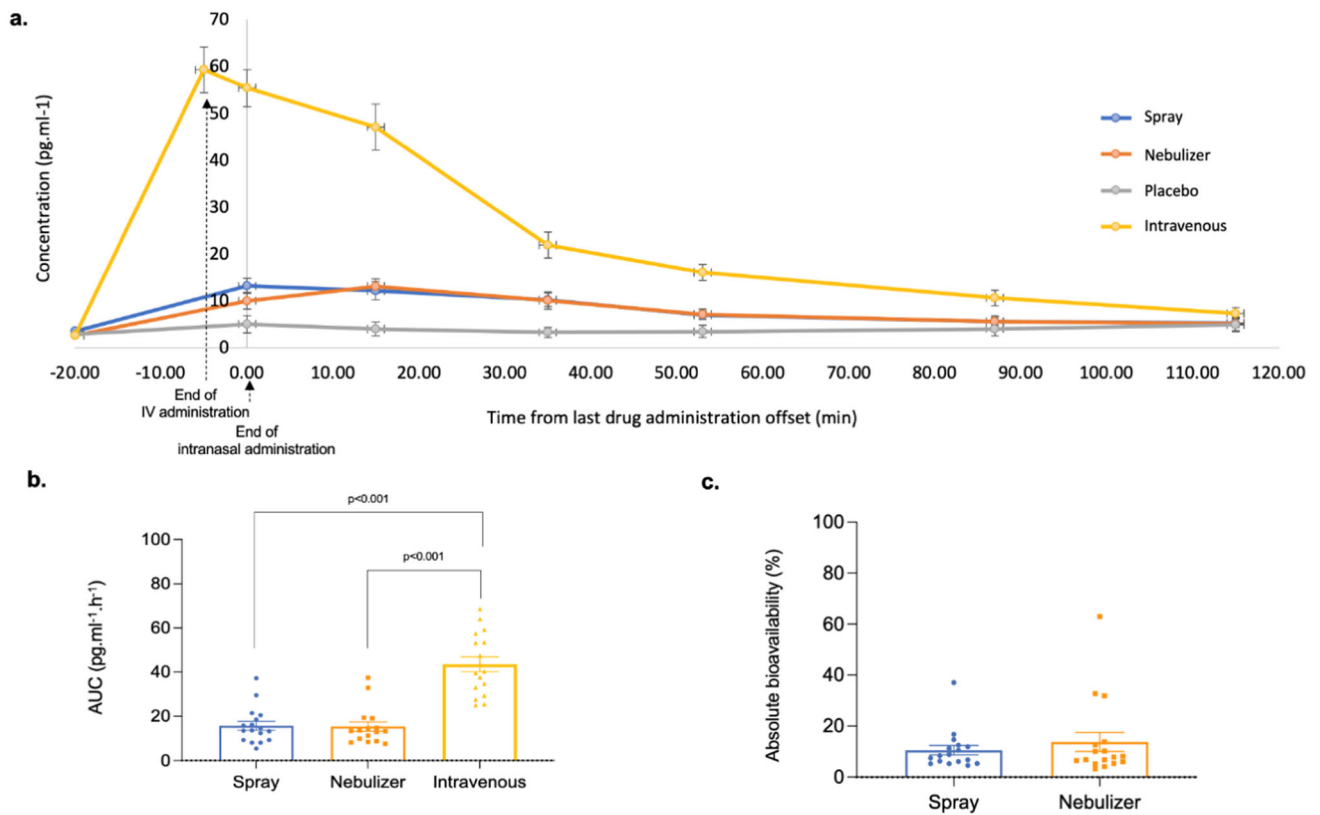 a.
Concentration (pg.ml-1)
70
60
50
40
30
20
10
0
-20.00 -10.00 0.00 10.00 20.00 30.00 40.00 50.00 60.00 70.00 80.00 90.00 100.00 110.00 120.00
Time from last drug administration offset (min)
End of
IV administration
End of
intranasal administration
Spray
Nebulizer
Placebo
Intravenous
b.
AUC (pg.ml⁻¹.h⁻¹)
100
80
60
40
20
0
p<0.001
p<0.001
Spray Nebulizer Intravenous
c.
Absolute bioavailability (%)
100
80
60
40
20
0
Spray Nebulizer